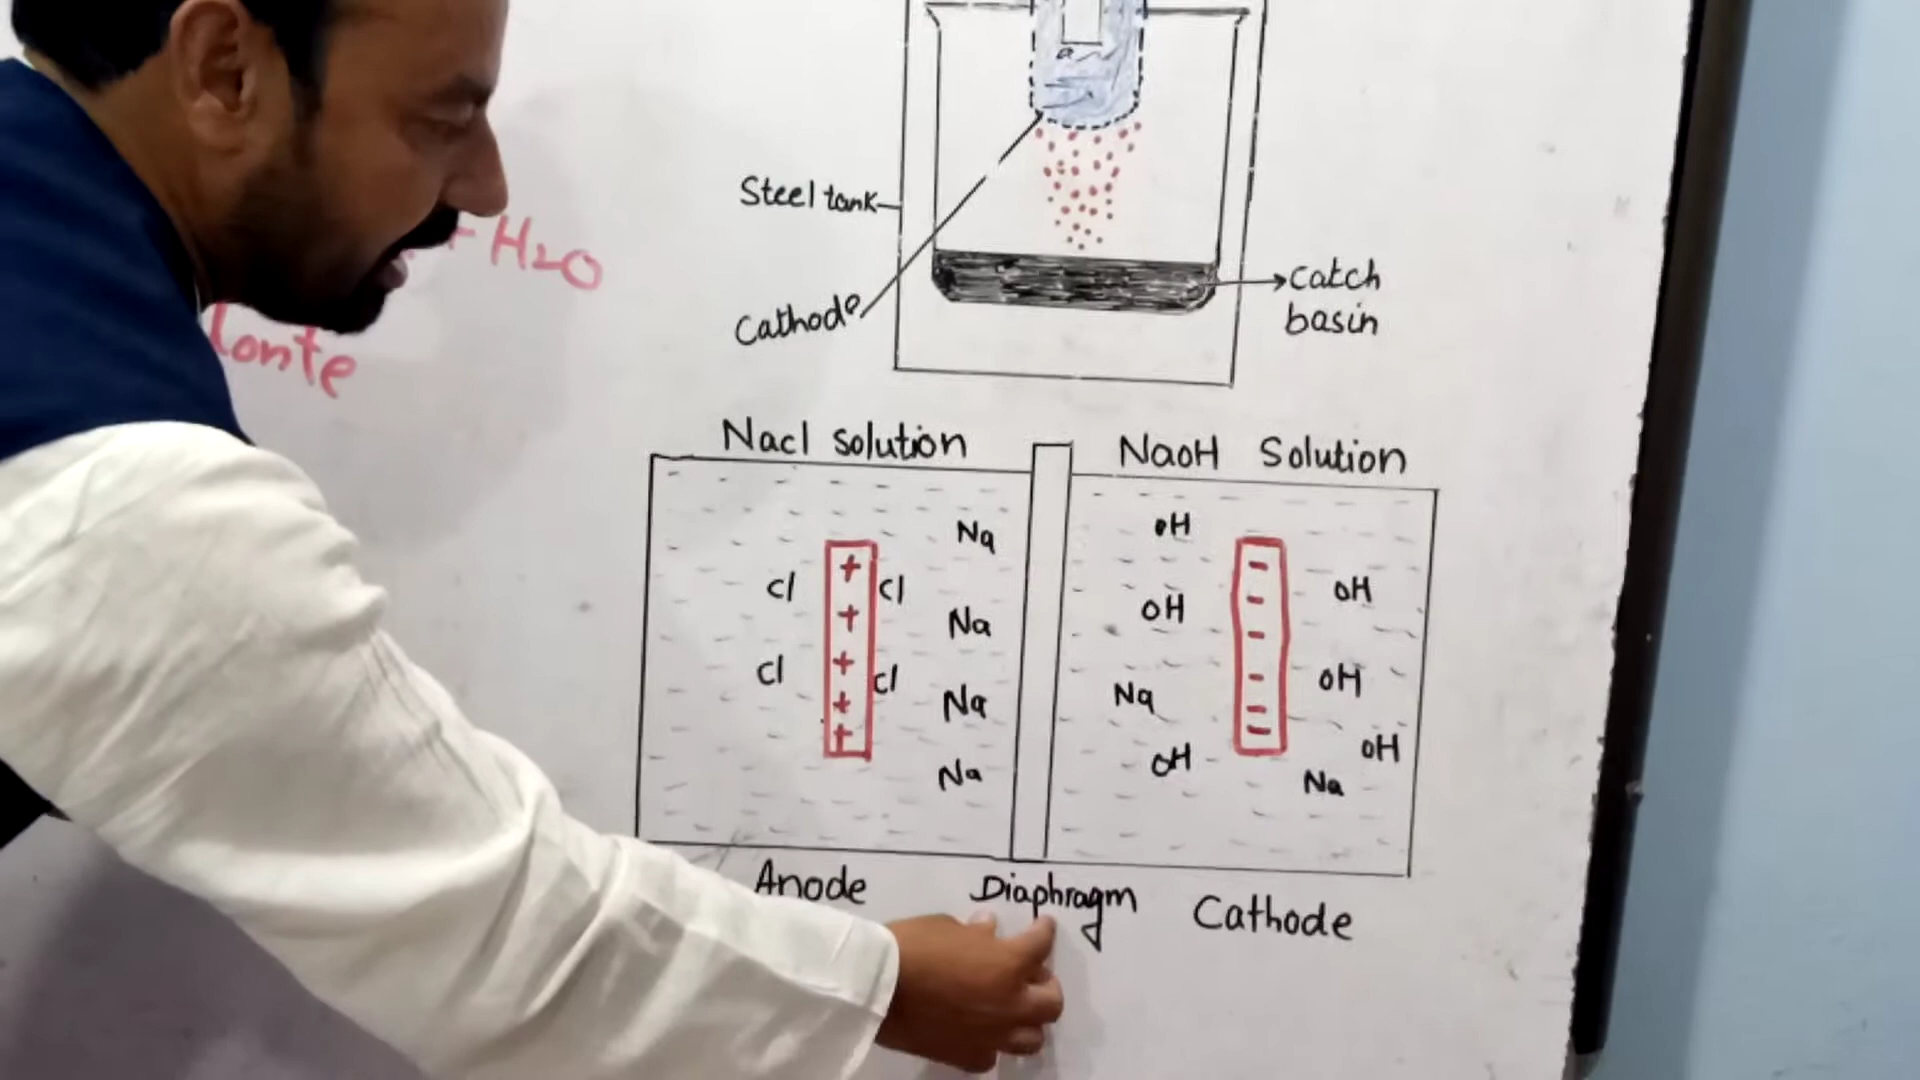 a
Steel tank
+ H2O
Catch
basin
Cathode
Nacl Solution
NaoH Solution
Na
oH
+
-
Cl
Cl
oH
-
+
Na
oH
-
Cl
+
Cl
oH
-
Na
Na
+
-
+
-
oH
oH
Na
Na
Anode
Diaphragm
Cathode